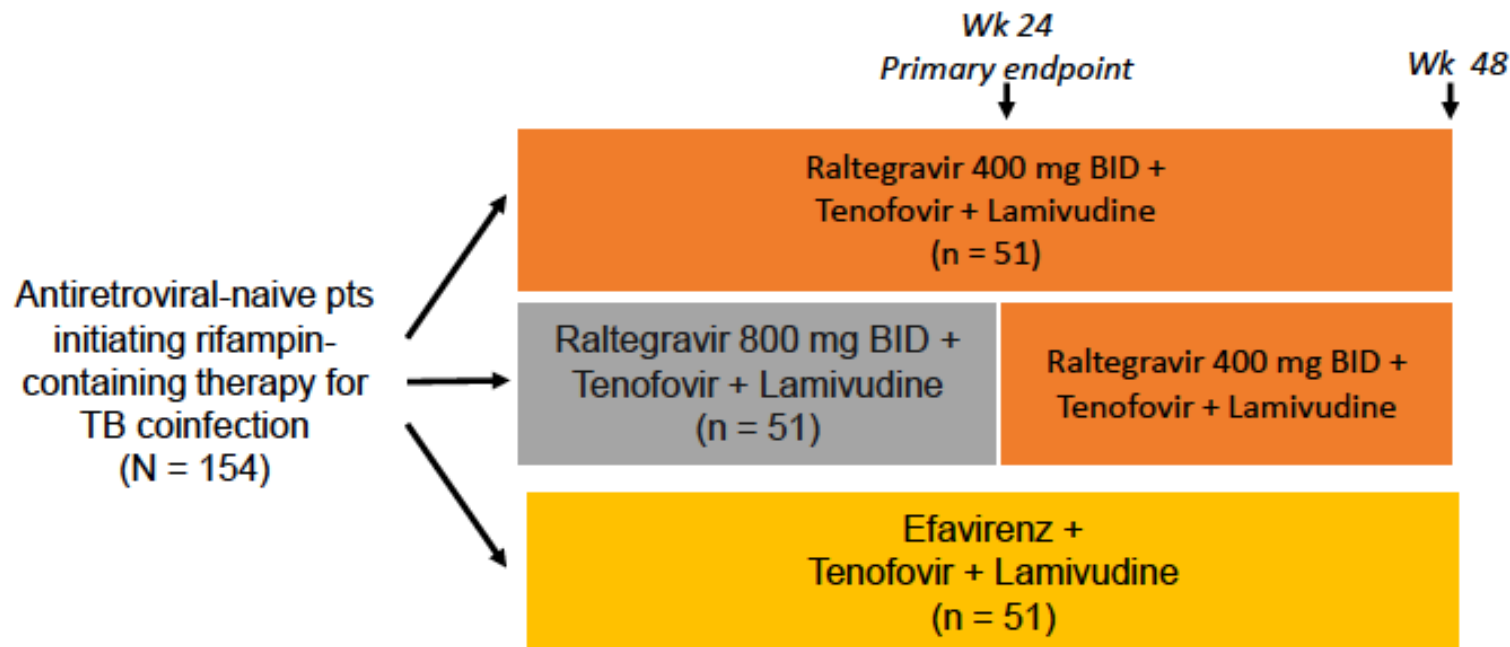 Wk 24
Primary endpoint
Wk 48
Antiretroviral-naive pts
initiating rifampin-
containing therapy for
TB coinfection
(N = 154)
Raltegravir 400 mg BID +
Tenofovir + Lamivudine
(n = 51)
Raltegravir 800 mg BID +
Tenofovir + Lamivudine
(n = 51)
Raltegravir 400 mg BID +
Tenofovir + Lamivudine
Efavirenz +
Tenofovir + Lamivudine
(n = 51)